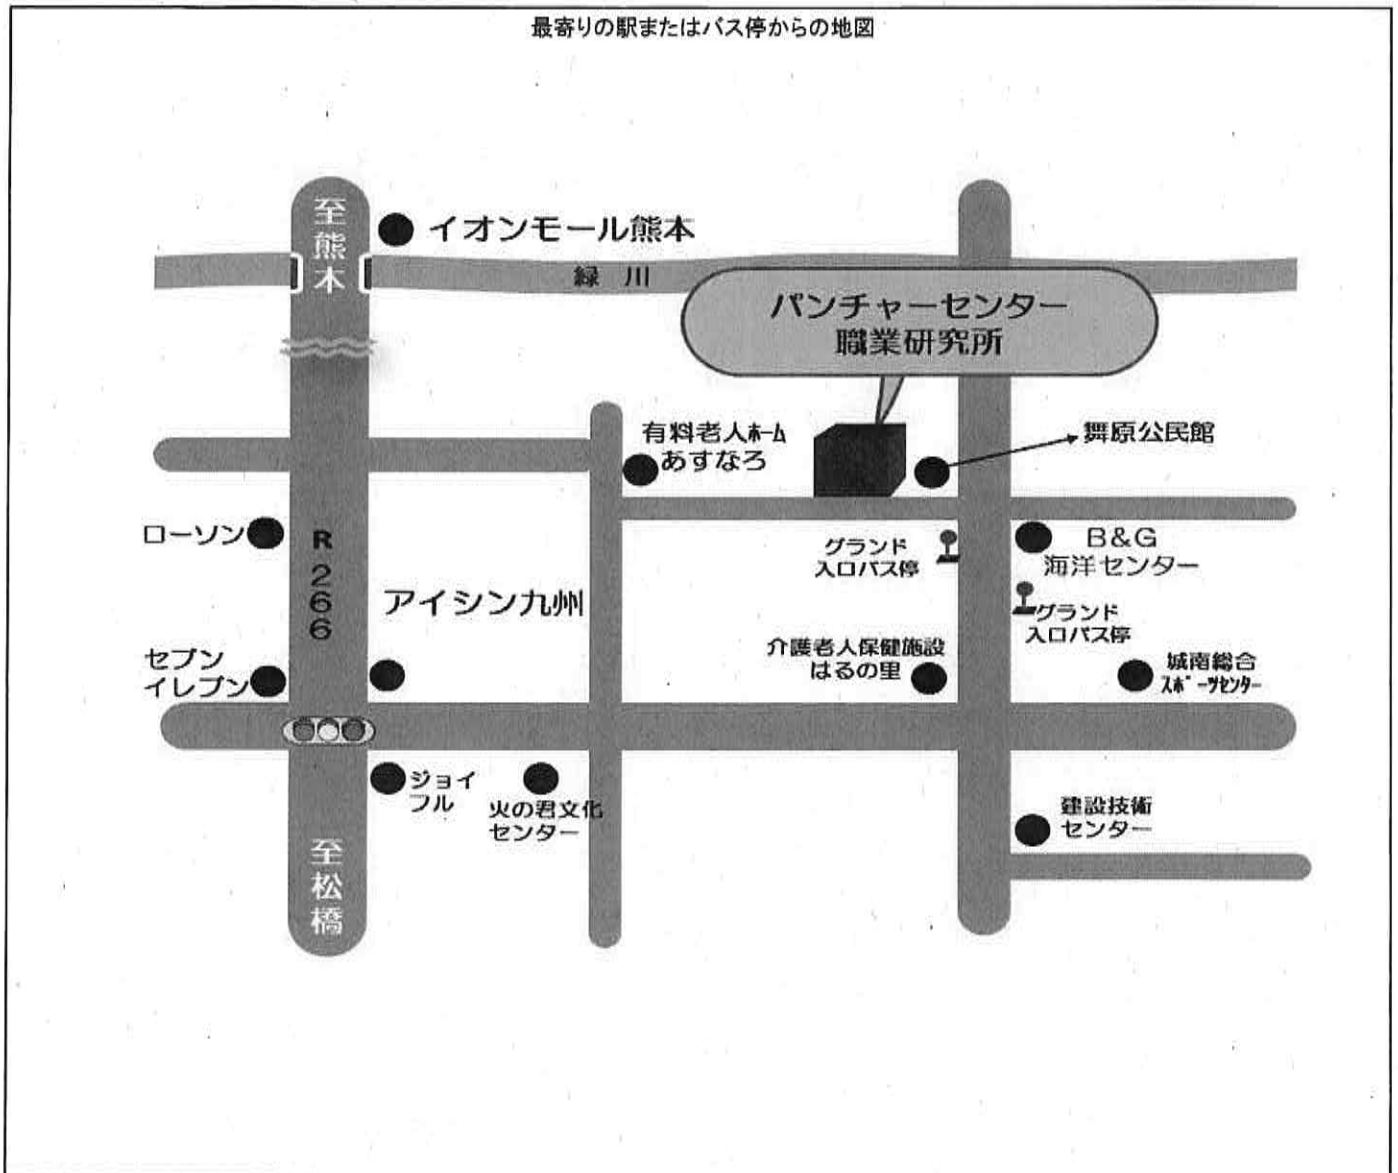 最寄りの駅またはバス停からの地図
至熊本
イオンモール熊本
緑川
パンチャーセンター
職業研究所
有料老人ホーム
あすなろ
舞原公民館
ローソン
R266
グランド
入口バス停
B&G
海洋センター
アイシン九州
グランド
入口バス停
セブン
イレブン
介護老人保健施設
はるの里
城南総合
スポーツセンター
ジョイ
フル
火の君文化
センター
建設技術
センター
至松橋